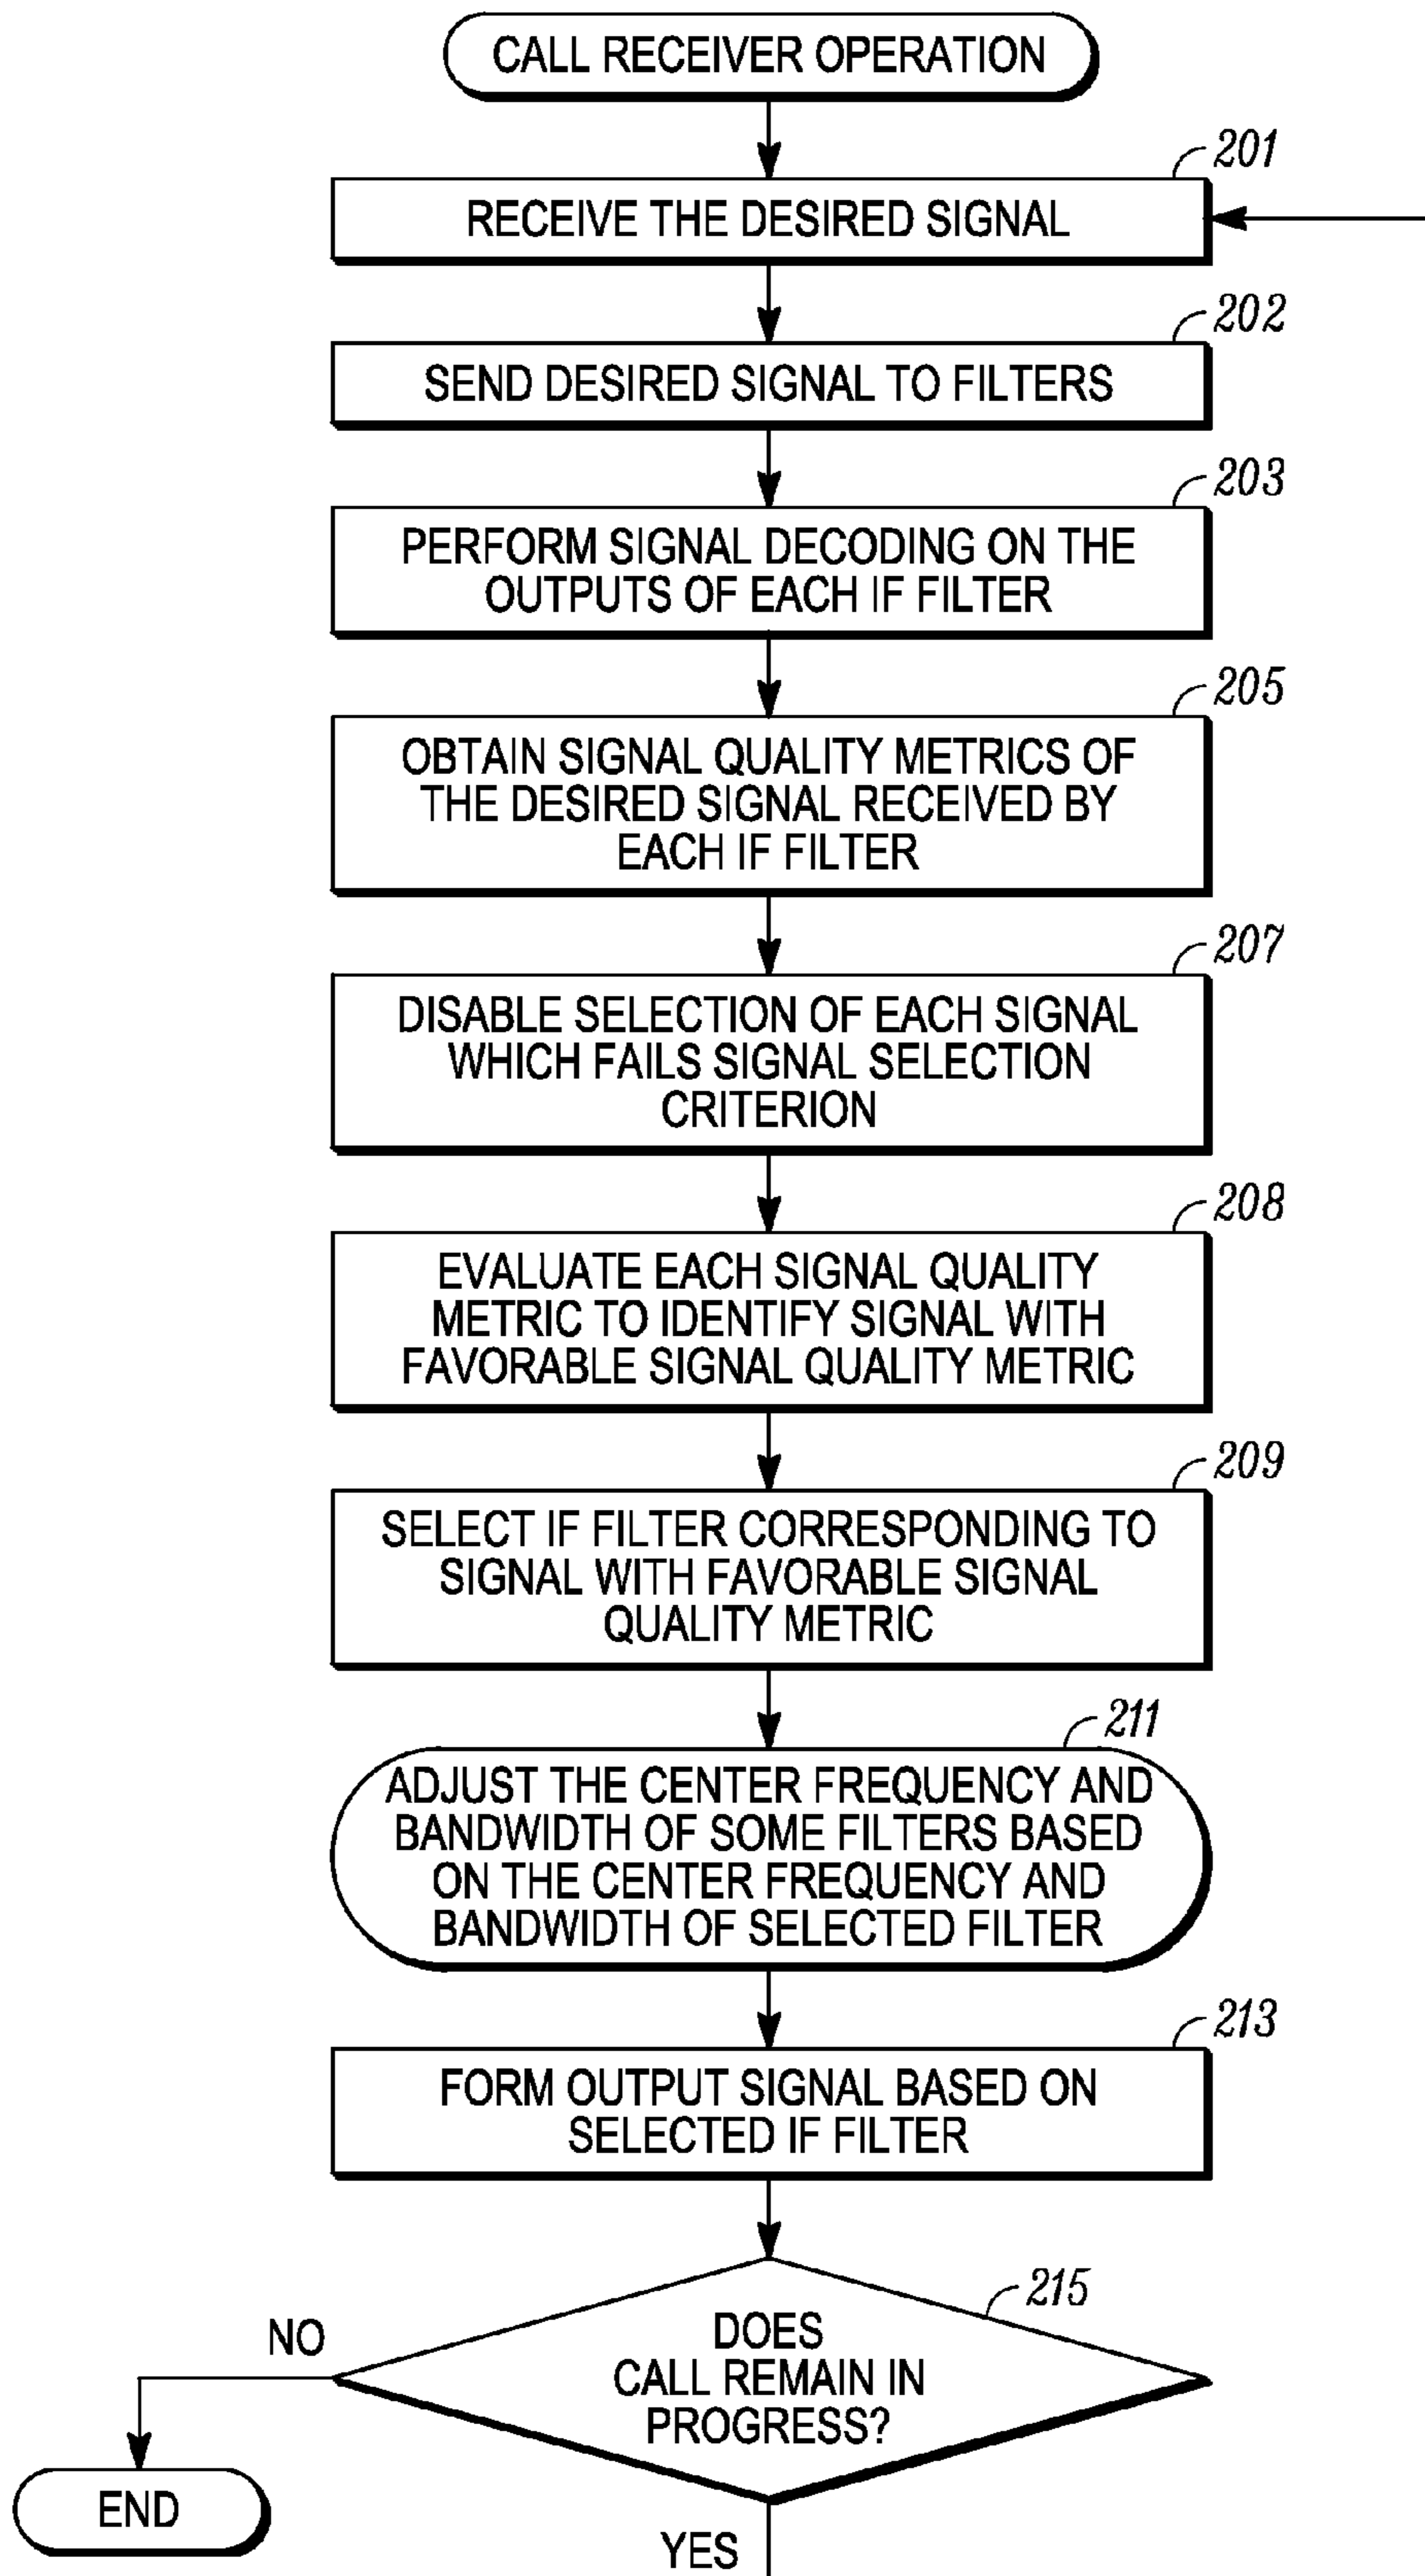 CALL RECEIVER OPERATION
201
RECEIVE THE DESIRED SIGNAL
202
SEND DESIRED SIGNAL TO FILTERS
203
PERFORM SIGNAL DECODING ON THE
OUTPUTS OF EACH IF FILTER
205
OBTAIN SIGNAL QUALITY METRICS OF
THE DESIRED SIGNAL RECEIVED BY
EACH IF FILTER
207
DISABLE SELECTION OF EACH SIGNAL
WHICH FAILS SIGNAL SELECTION
CRITERION
208
EVALUATE EACH SIGNAL QUALITY
METRIC TO IDENTIFY SIGNAL WITH
FAVORABLE SIGNAL QUALITY METRIC
209
SELECT IF FILTER CORRESPONDING TO
SIGNAL WITH FAVORABLE SIGNAL
QUALITY METRIC
211
ADJUST THE CENTER FREQUENCY AND
BANDWIDTH OF SOME FILTERS BASED
ON THE CENTER FREQUENCY AND
BANDWIDTH OF SELECTED FILTER
213
FORM OUTPUT SIGNAL BASED ON
SELECTED IF FILTER
215
DOES
CALL REMAIN IN
PROGRESS?
NO
END
YES